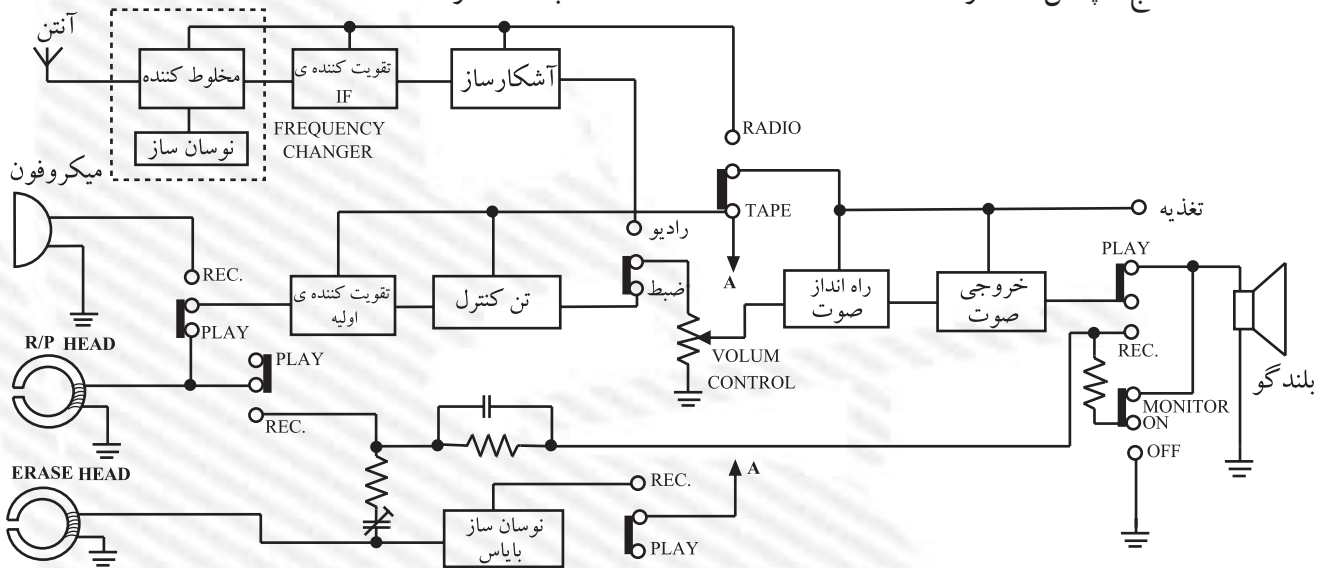 آنتن
مخلوط کننده
تقویت کننده ی
IF
آشکارساز
نوسان ساز
FREQUENCY
CHANGER
RADIO
میکروفون
TAPE
رادیو
تغذیه
A
REC.
تقویت کننده ی
اولیه
تن کنترل
ضبط
راه انداز
صوت
خروجی
صوت
PLAY
PLAY
REC.
R/P HEAD
PLAY
VOLUM
CONTROL
بلندگو
MONITOR
ON
REC.
OFF
ERASE HEAD
REC.
A
نوسان ساز
بایاس
PLAY